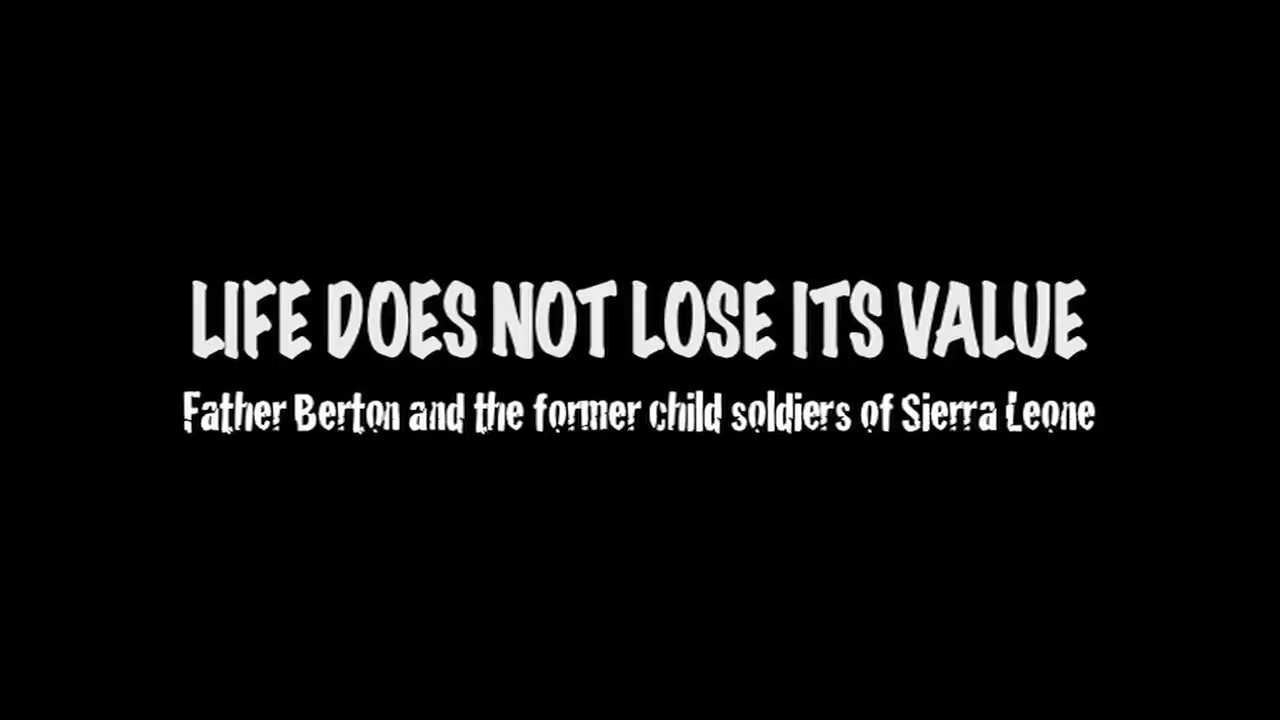 LIFE DOES NOT LOSE ITS VALUE
Father Berton and the former child soldiers of Sierra Leone